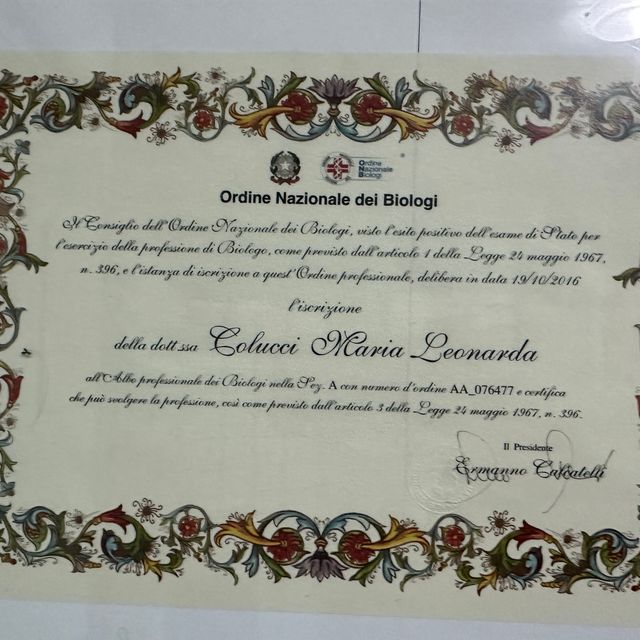 Ordine
Nazionale
Biologi
Ordine Nazionale dei Biologi
Il Consiglio dell'Ordine Nazionale dei Biologi, visto l'esito positivo dell'esame di Stato per
l'esercizio della professione di Biologo, come previsto dall'articolo 1 della Legge 24 maggio 1967,
n. 396, e l'istanza di iscrizione a quest'Ordine professionale, delibera in data 19/10/2016
l'iscrizione
della dott.ssa Colucci Maria Leonarda
all'Albo professionale dei Biologi nella Sez. A con numero d'ordine AA_076477 e certifica
che può svolgere la professione, così come previsto dall'articolo 3 della Legge 24 maggio 1967, n. 396.
Il Presidente
Ermanno Calcatelli